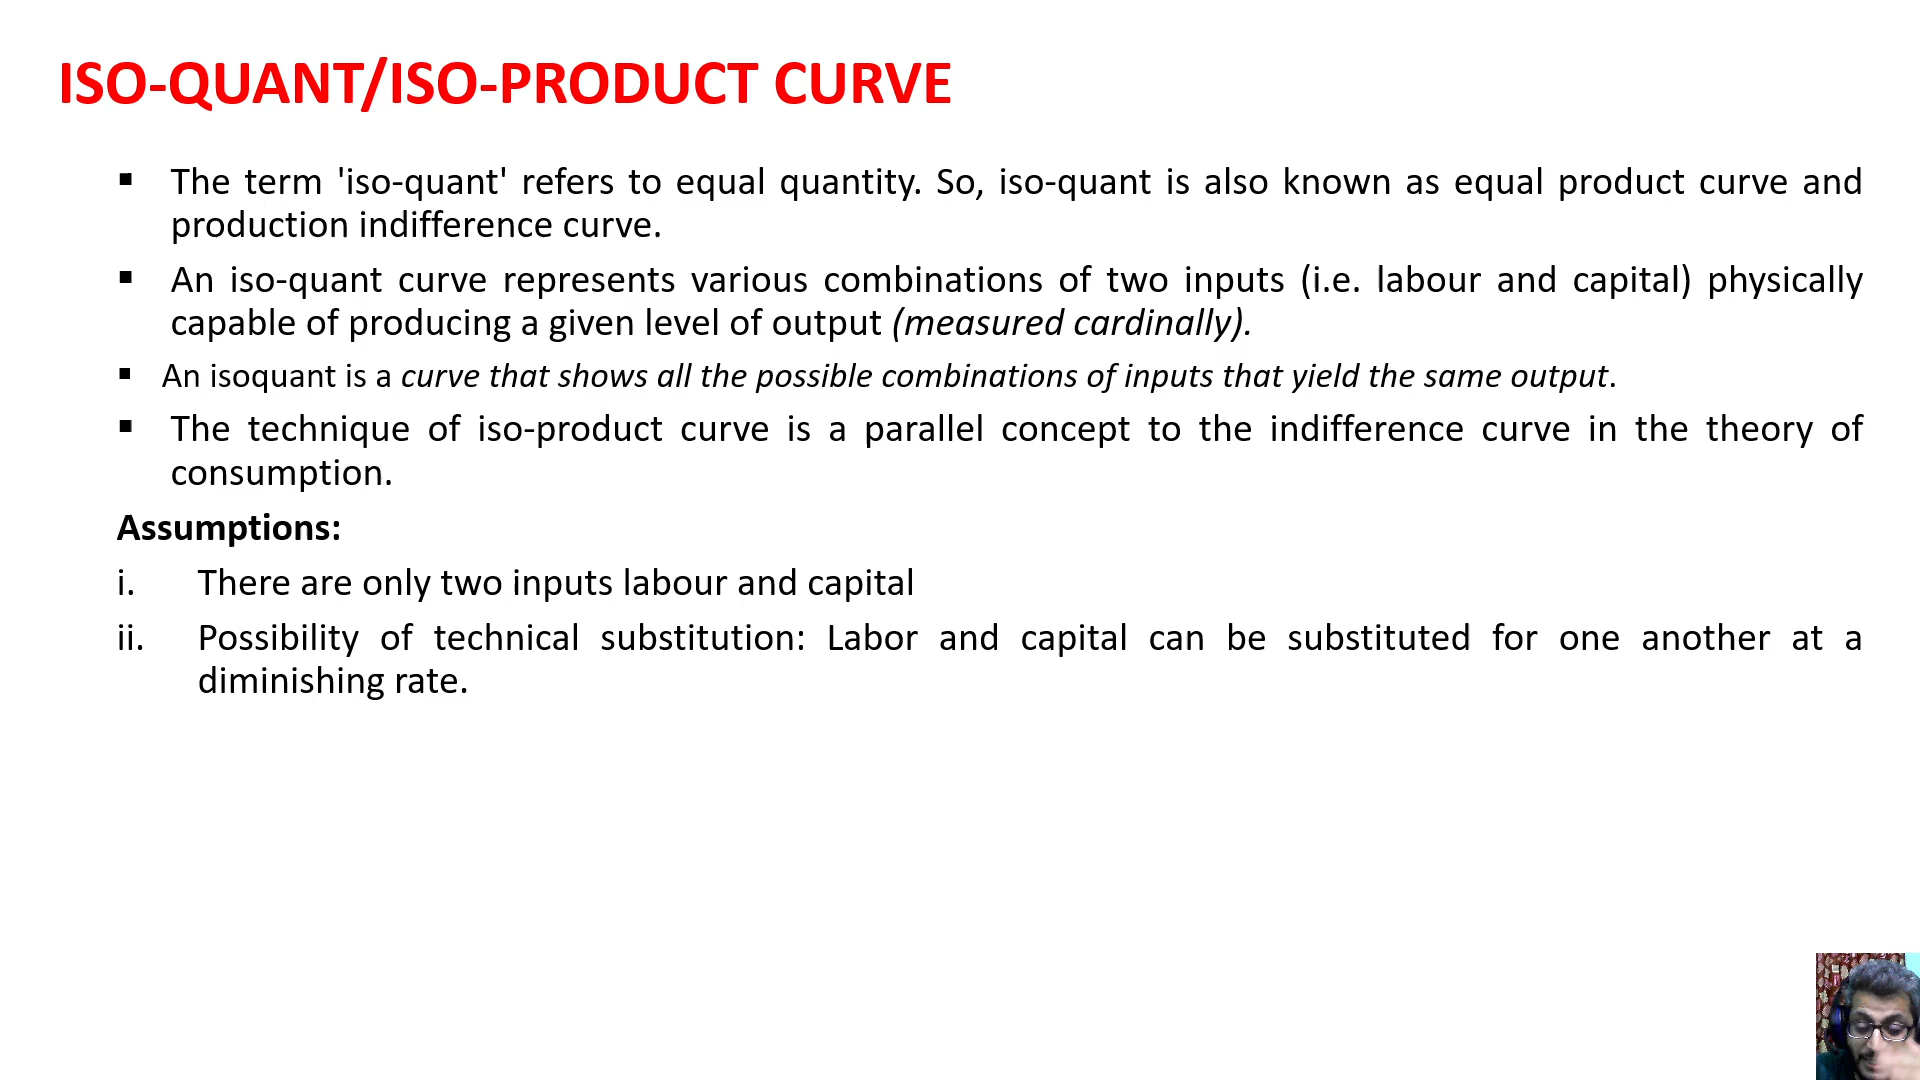 ISO-QUANT/ISO-PRODUCT CURVE
▪ The term 'iso-quant' refers to equal quantity. So, iso-quant is also known as equal product curve and
production indifference curve.
▪ An iso-quant curve represents various combinations of two inputs (i.e. labour and capital) physically
capable of producing a given level of output (measured cardinally).
▪ An isoquant is a curve that shows all the possible combinations of inputs that yield the same output.
▪ The technique of iso-product curve is a parallel concept to the indifference curve in the theory of
consumption.
Assumptions:
i. There are only two inputs labour and capital
ii. Possibility of technical substitution: Labor and capital can be substituted for one another at a
diminishing rate.